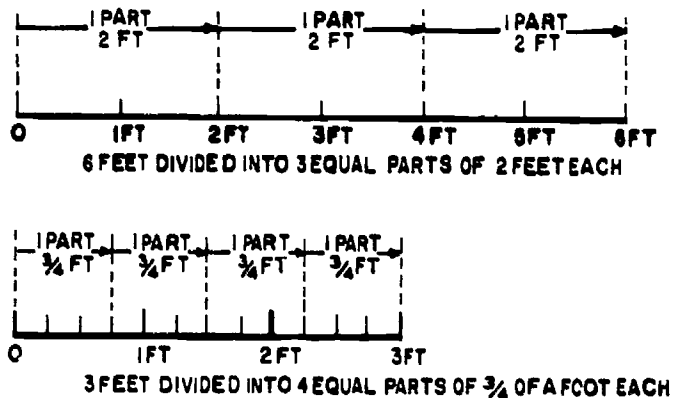 1 PART 1 PART 1 PART
2 FT 2 FT 2 FT
0 1FT 2FT 3FT 4FT 5FT 6FT
6 FEET DIVIDED INTO 3 EQUAL PARTS OF 2 FEET EACH
1 PART 1 PART 1 PART 1 PART
¾ FT ¾ FT ¾ FT ¾ FT
0 1FT 2FT 3FT
3 FEET DIVIDED INTO 4 EQUAL PARTS OF ¾ OF A FOOT EACH